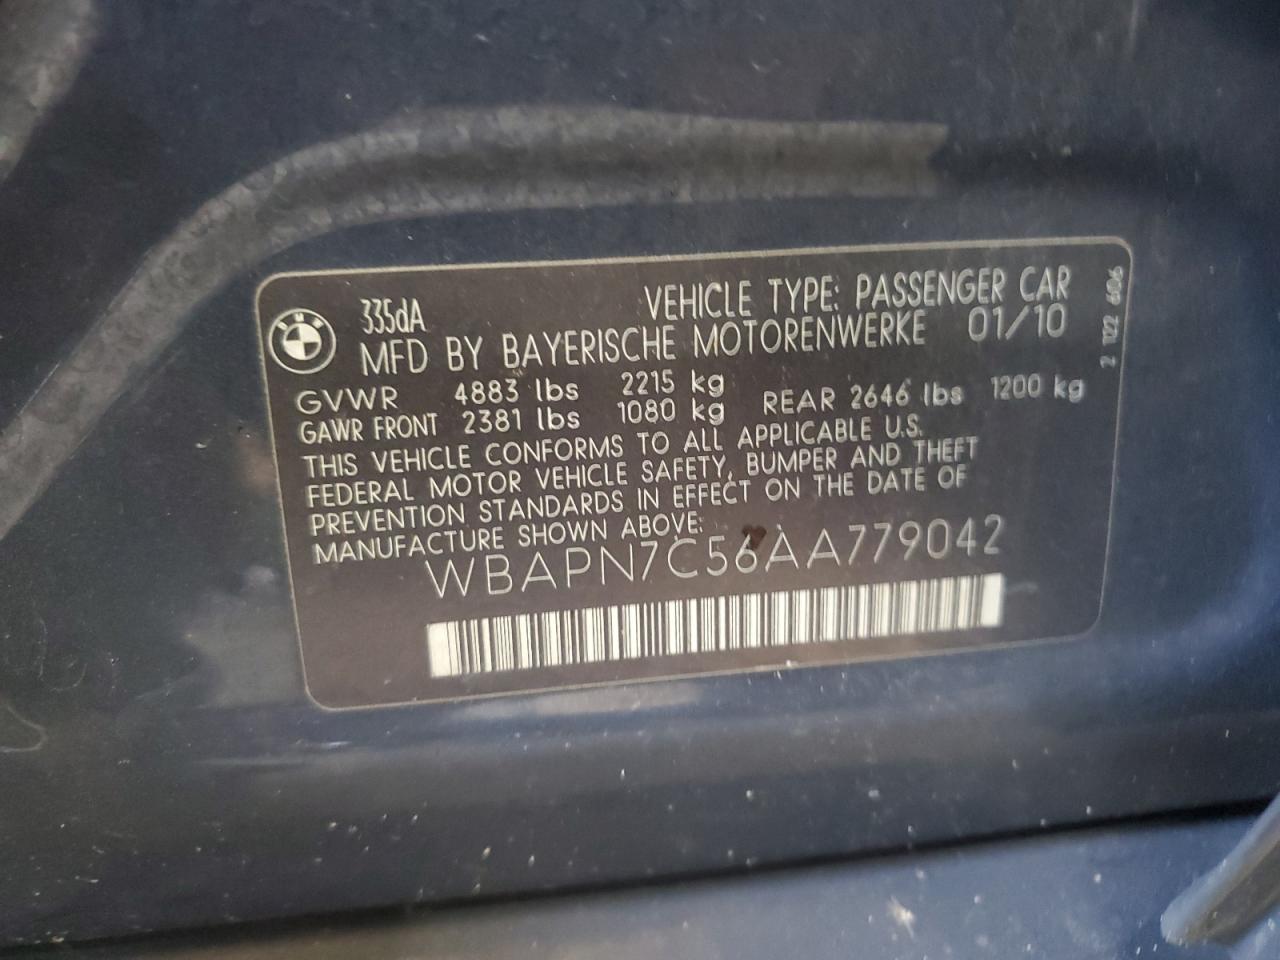 335dA VEHICLE TYPE: PASSENGER CAR
MFD BY BAYERISCHE MOTORENWERKE 01/10
GVWR 4883 lbs 2215 kg
GAWR FRONT 2381 lbs 1080 kg REAR 2646 lbs 1200 kg
THIS VEHICLE CONFORMS TO ALL APPLICABLE U.S.
FEDERAL MOTOR VEHICLE SAFETY, BUMPER AND THEFT
PREVENTION STANDARDS IN EFFECT ON THE DATE OF
MANUFACTURE SHOWN ABOVE:
WBAPN7C56AA779042
BMW